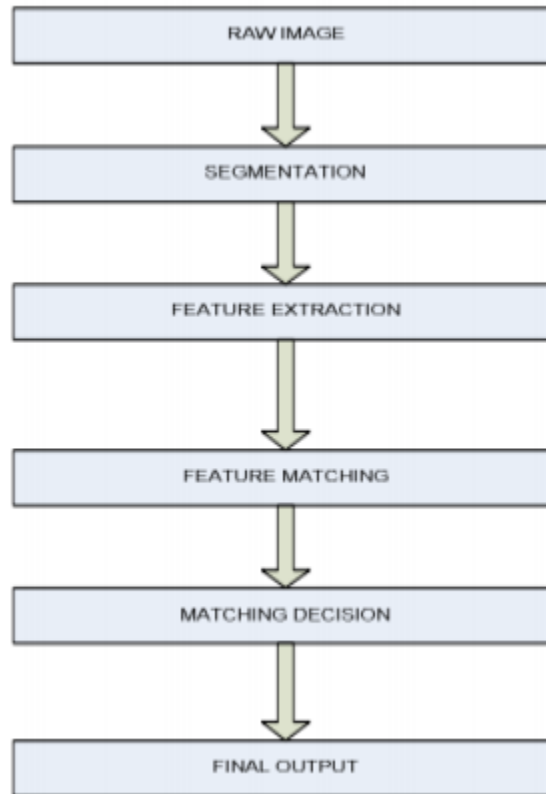 RAW IMAGE
SEGMENTATION
FEATURE EXTRACTION
FEATURE MATCHING
MATCHING DECISION
FINAL OUTPUT